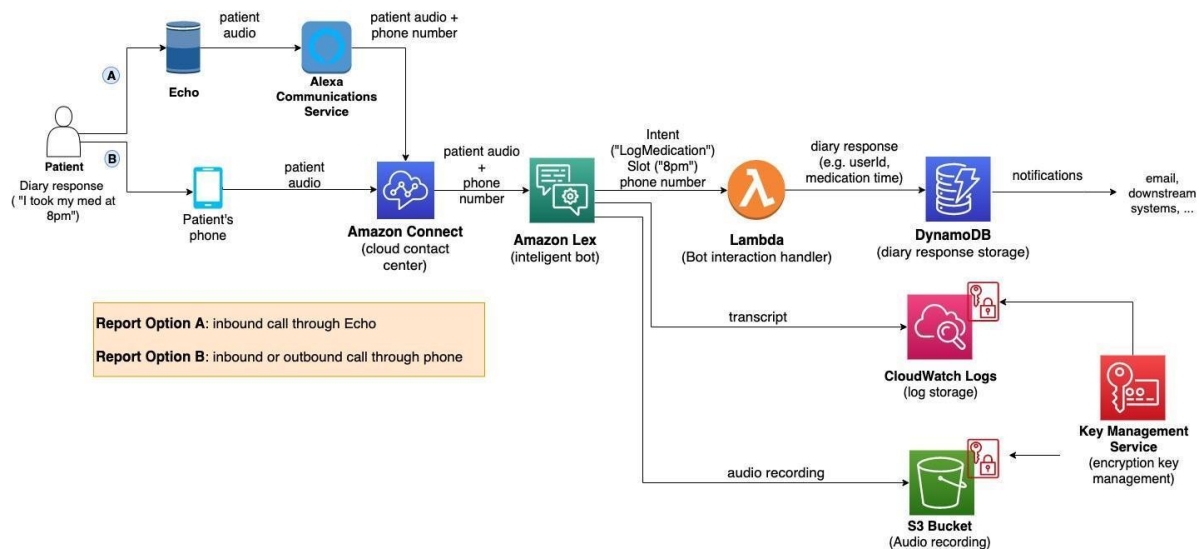 patient
audio
patient audio +
phone number
A
Echo
Alexa
Communications
Service
B
Patient
Diary response
( "I took my med at
8pm")
Patient's
phone
patient
audio
Amazon Connect
(cloud contact
center)
patient audio
+
phone
number
Amazon Lex
(inteligent bot)
Intent
("LogMedication")
Slot ("8pm")
phone number
Lambda
(Bot interaction handler)
diary response
(e.g. userId,
medication time)
DynamoDB
(diary response storage)
notifications
email,
downstream
systems, ...
Report Option A: inbound call through Echo
Report Option B: inbound or outbound call through phone
transcript
CloudWatch Logs
(log storage)
Key Management
Service
(encryption key
management)
audio recording
S3 Bucket
(Audio recording)